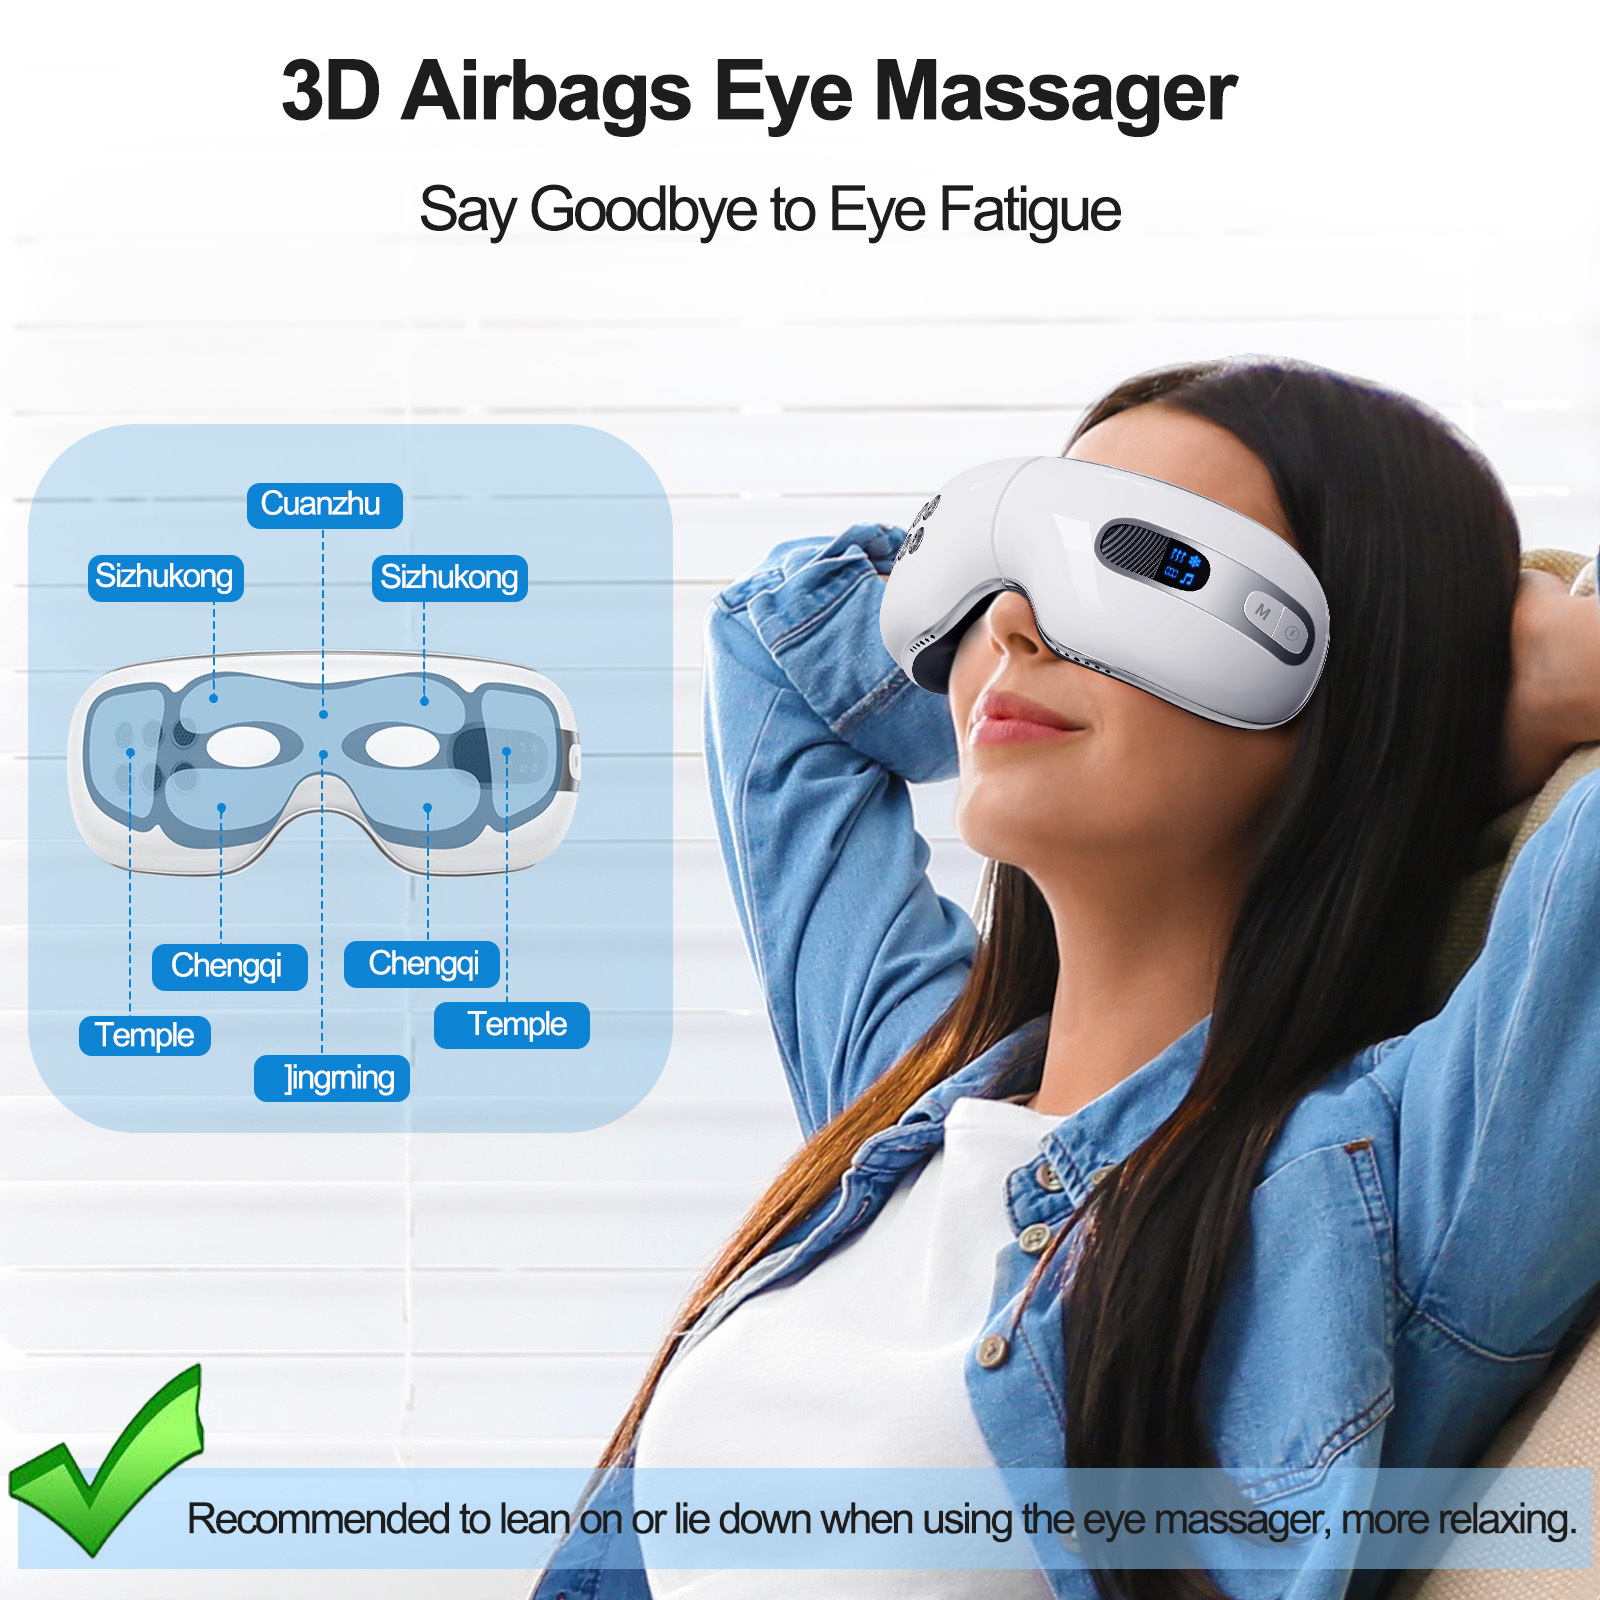 3D Airbags Eye Massager
Say Goodbye to Eye Fatigue
Cuanzhu
Sizhukong
Sizhukong
Chengqi
Chengqi
Temple
Temple
]ingming
M
Recommended to lean on or lie down when using the eye massager, more relaxing.